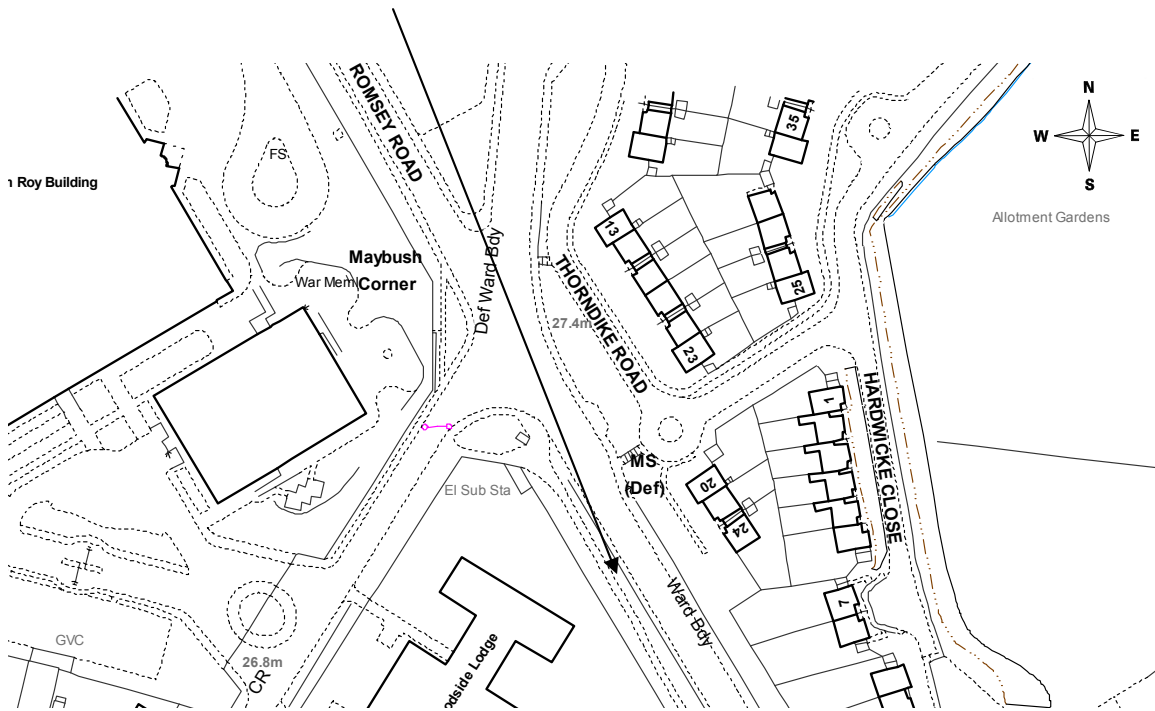 ROMSEY ROAD
N
W E
S
35
FS
Roy Building
Allotment Gardens
13
Maybush
Corner
War Meml
Def Ward Bdy
THORNDIKE ROAD
25
27.4m
23
HARDWICKE CLOSE
1
MS
(Def)
El Sub Sta
20
24
Ward Bdy
7
GVC
26.8m
CR
dside Lodge